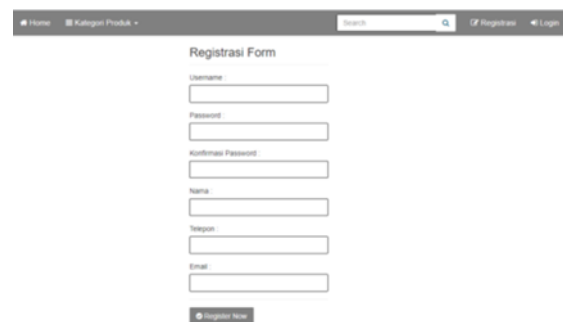 Home Kategori Produk Search Registrasi Login
Registrasi Form
Username :
Password :
Konfirmasi Password :
Nama :
Telepon :
Email :
Register Now